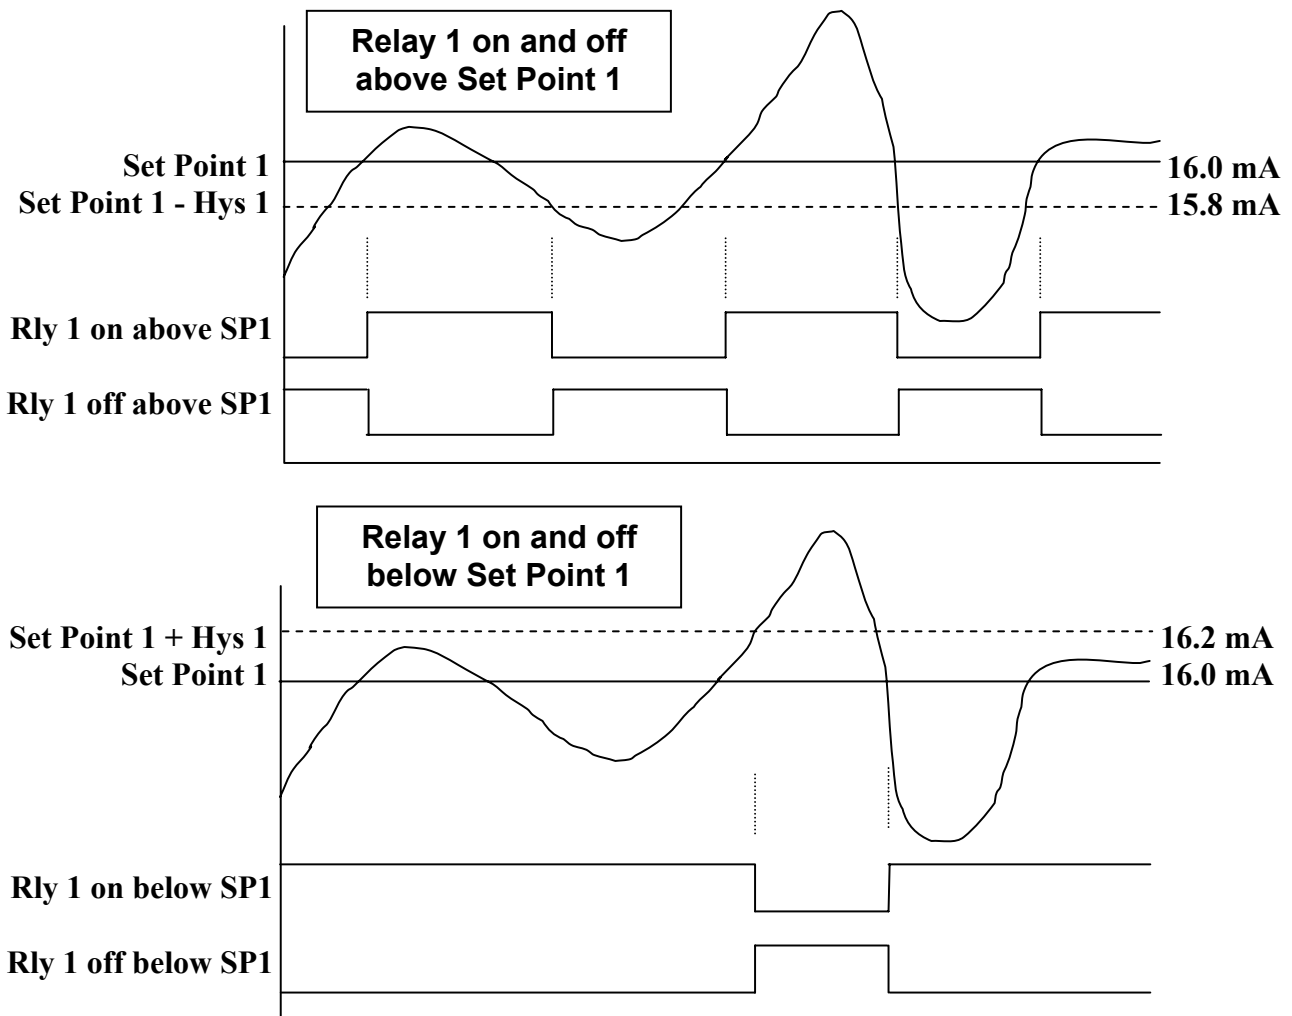 Relay 1 on and off
above Set Point 1
Set Point 1
16.0 mA
Set Point 1 - Hys 1
15.8 mA
Rly 1 on above SP1
Rly 1 off above SP1
Relay 1 on and off
below Set Point 1
Set Point 1 + Hys 1
16.2 mA
Set Point 1
16.0 mA
Rly 1 on below SP1
Rly 1 off below SP1